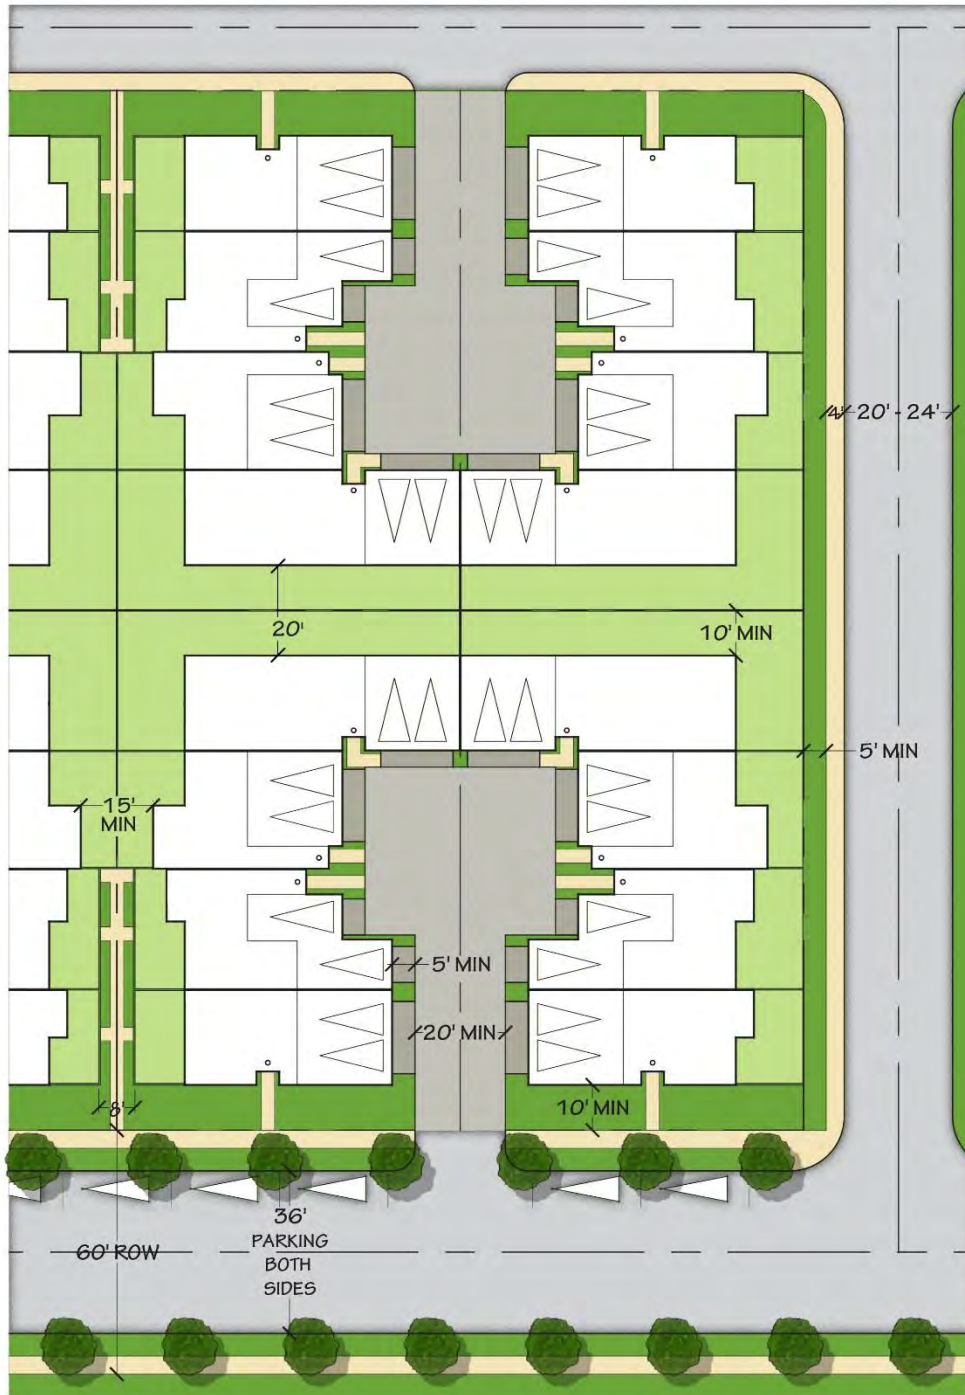 4' 20' - 24'
20'
10' MIN
5' MIN
15'
MIN
5' MIN
20' MIN
8'
10' MIN
36'
PARKING
BOTH
SIDES
60' ROW